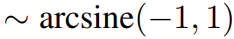 ∼ arcsine(−1, 1)